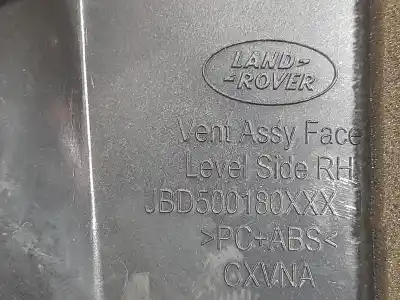 LAND-
-ROVER
Vent Assy Face
Level Side RH
JBD500180XXX
>PC+ABS<
CXVNA